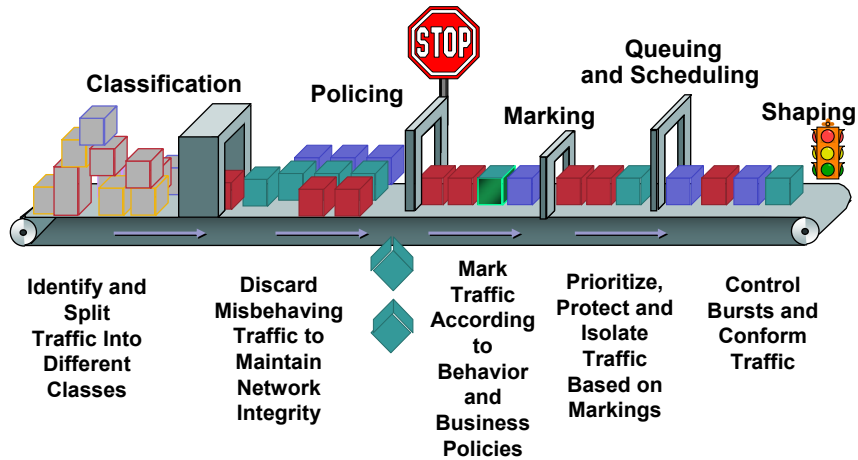 STOP
Classification
Policing
Marking
Queuing
and Scheduling
Shaping
Identify and
Split
Traffic Into
Different
Classes
Discard
Misbehaving
Traffic to
Maintain
Network
Integrity
Mark
Traffic
According
to
Behavior
and
Business
Policies
Prioritize,
Protect and
Isolate
Traffic
Based on
Markings
Control
Bursts and
Conform
Traffic